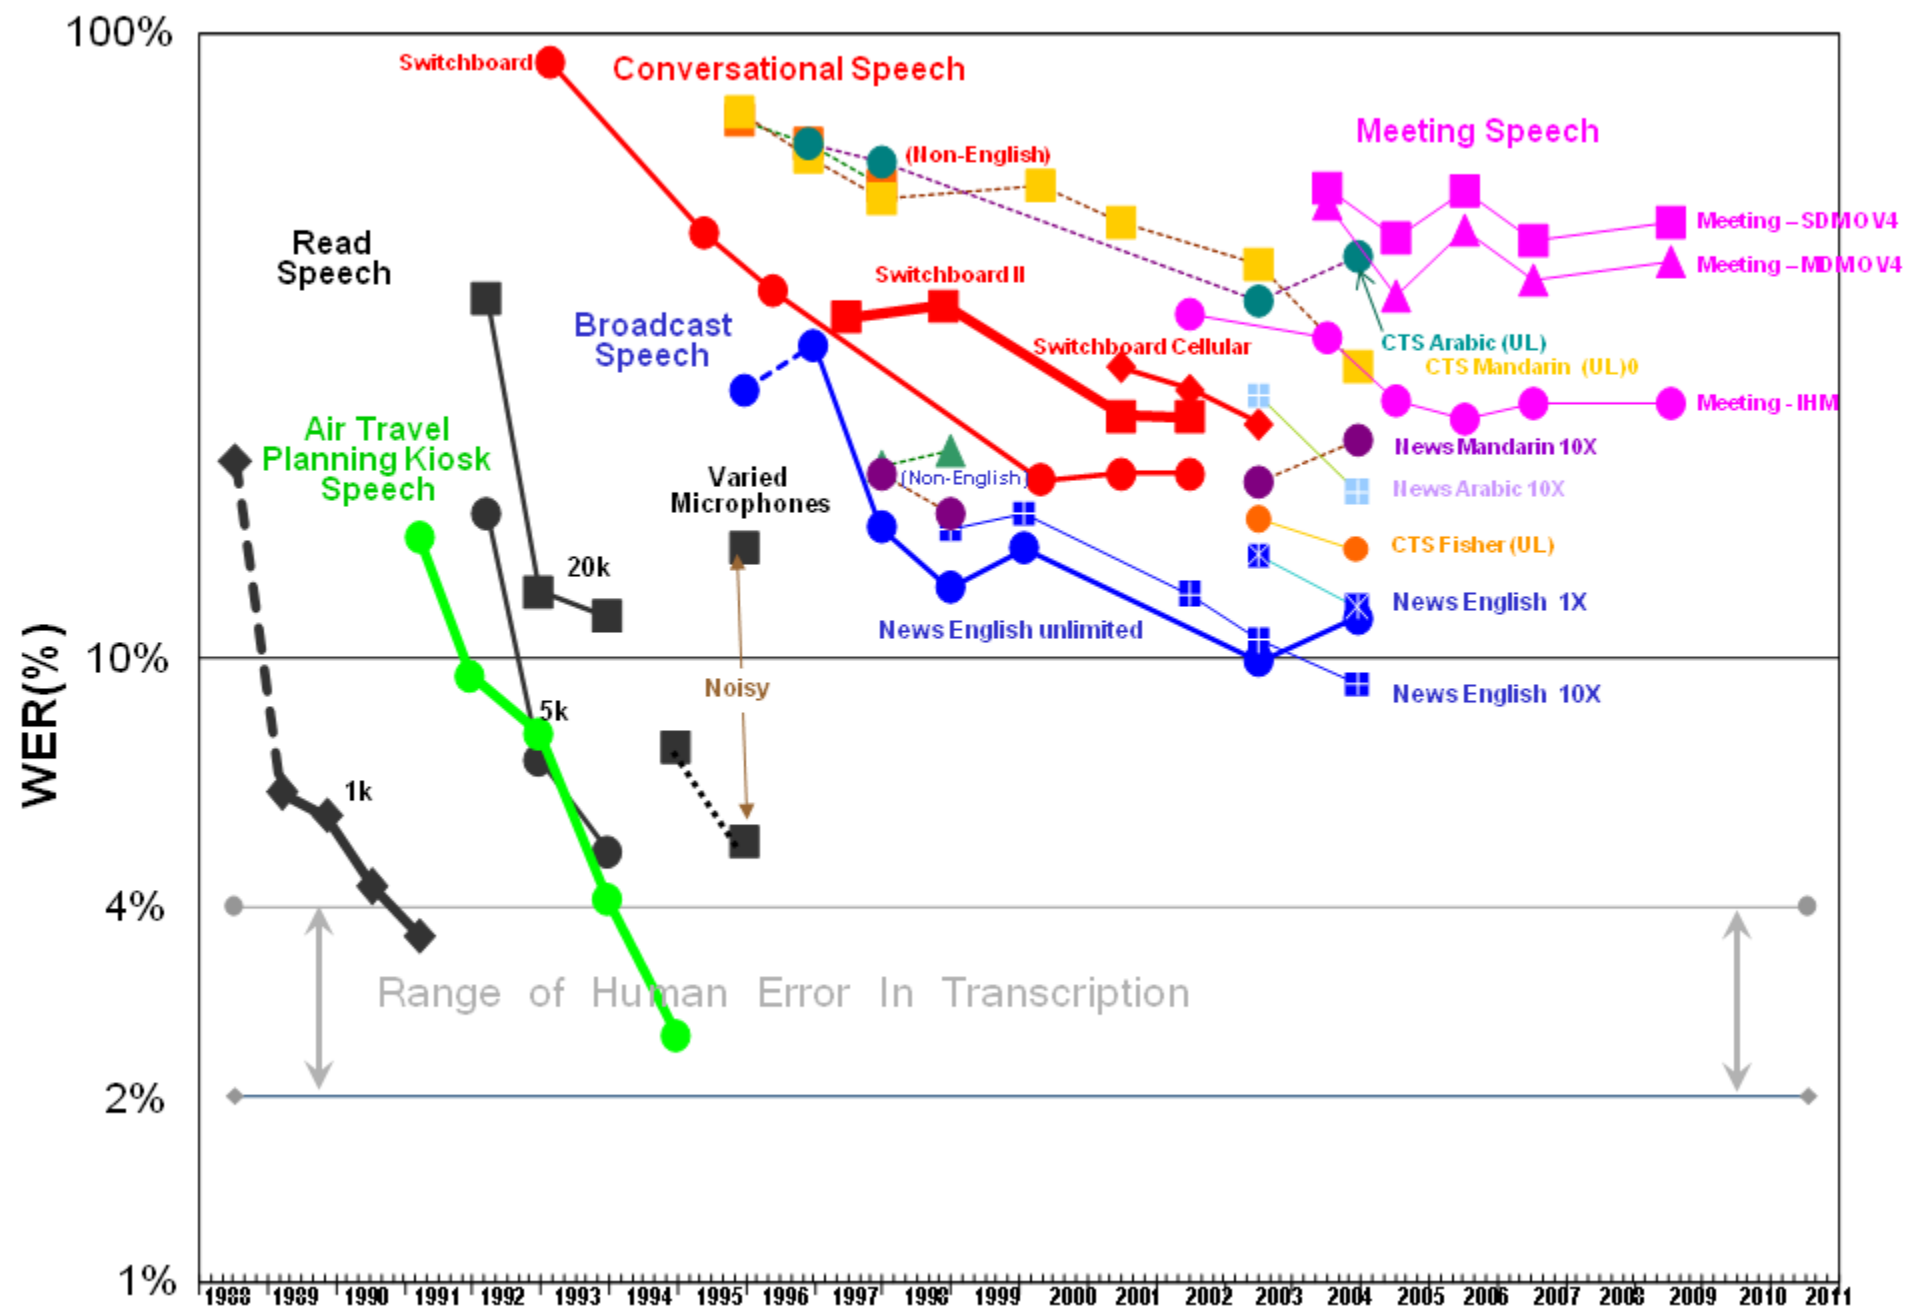 100%
Switchboard
Conversational Speech
Meeting Speech
(Non-English)
Meeting – SDM OV4
Read
Speech
Meeting – MDM OV4
Switchboard II
Broadcast
Speech
CTS Arabic (UL)
Switchboard Cellular
CTS Mandarin (UL)0
Meeting - IHM
Air Travel
Planning Kiosk
Speech
News Mandarin 10X
Varied
Microphones
(Non-English)
News Arabic 10X
CTS Fisher (UL)
20k
News English 1X
News English unlimited
10%
Noisy
News English 10X
5k
WER(%)
1k
4%
Range of Human Error In Transcription
2%
1%
1988 1989 1990 1991 1992 1993 1994 1995 1996 1997 1998 1999 2000 2001 2002 2003 2004 2005 2006 2007 2008 2009 2010 2011